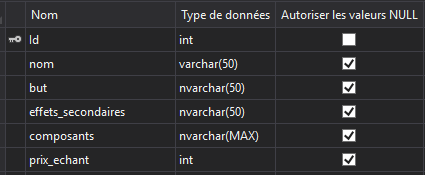 Nom Type de données Autoriser les valeurs NULL
Id int
nom varchar(50)
but nvarchar(50)
effets_secondaires nvarchar(50)
composants nvarchar(MAX)
prix_echant int